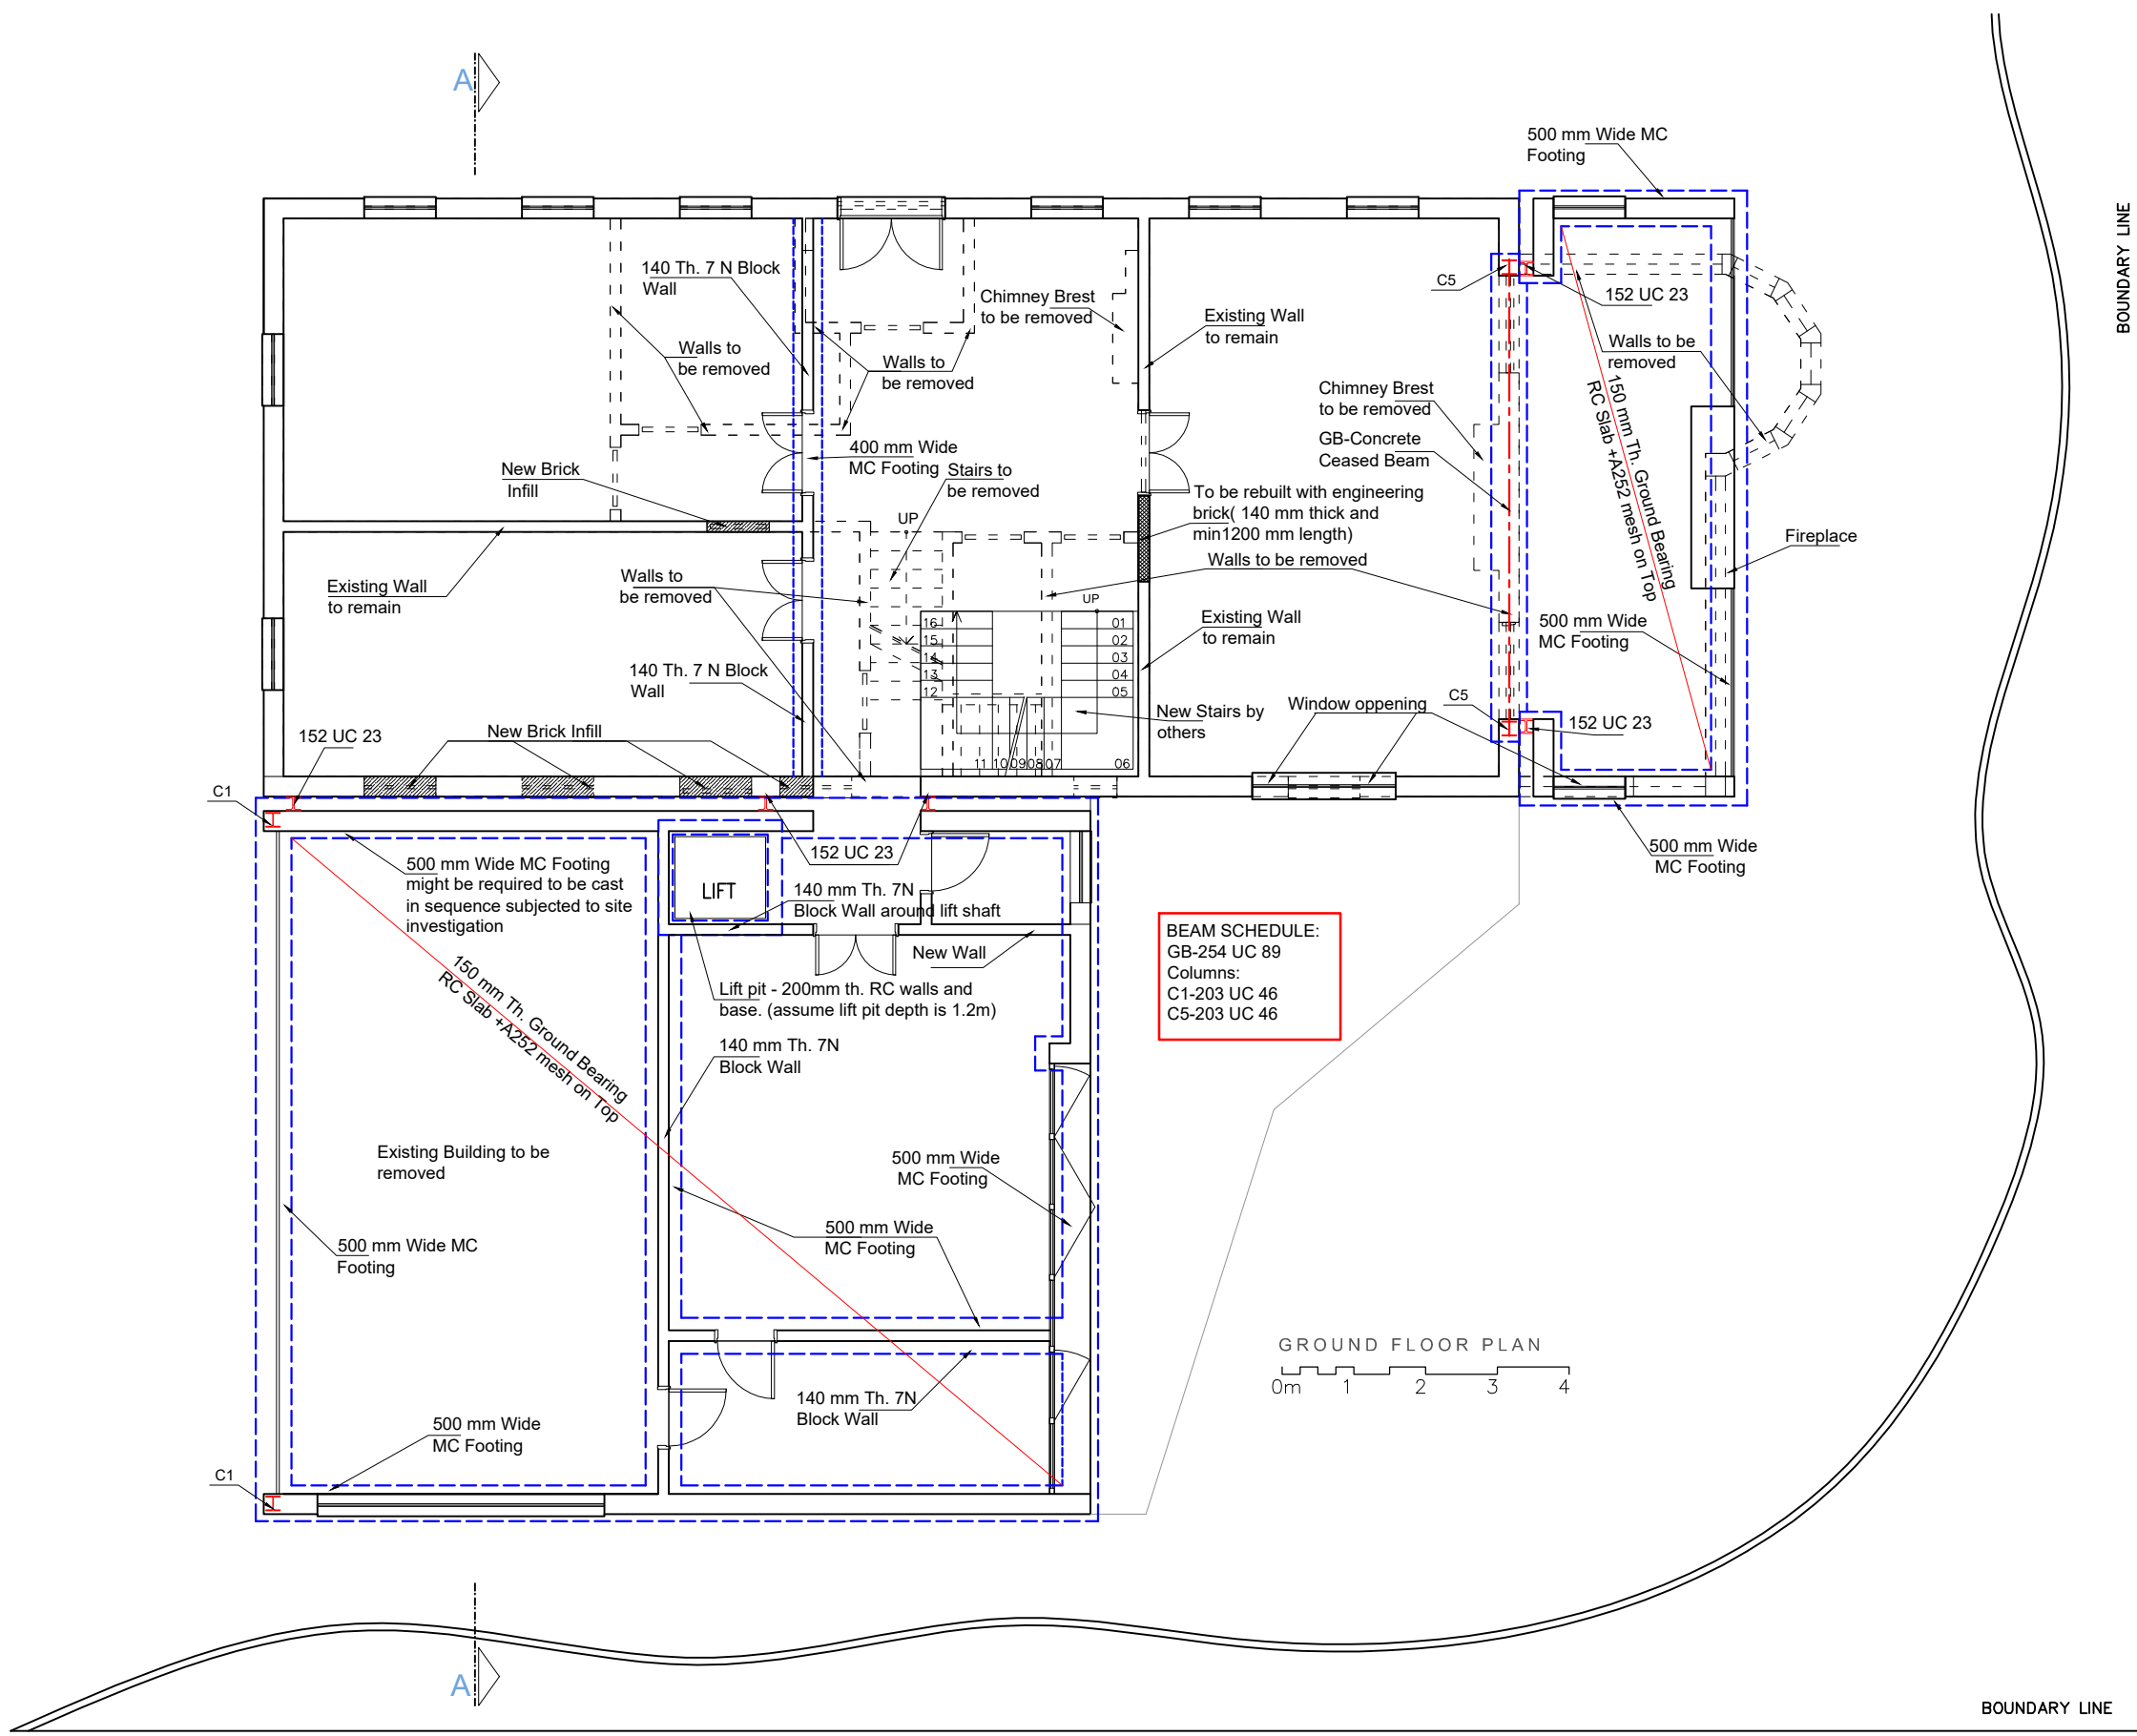 A
500 mm Wide MC
Footing
BOUNDARY LINE
140 Th. 7 N Block
Wall
Chimney Brest
to be removed
C5
152 UC 23
Existing Wall
to remain
Walls to
be removed
Walls to
be removed
Walls to be
removed
Chimney Brest
to be removed
150 mm Th. Ground Bearing
RC Slab +A252 mesh on Top
GB-Concrete
Ceased Beam
400 mm Wide
MC Footing
Stairs to
be removed
New Brick
Infill
To be rebuilt with engineering
brick( 140 mm thick and
min1200 mm length)
UP
Fireplace
Walls to be removed
Existing Wall
to remain
Walls to
be removed
UP
Existing Wall
to remain
500 mm Wide
MC Footing
16
15
14
13
12
01
02
03
04
05
140 Th. 7 N Block
Wall
C5
Window oppening
New Stairs by
others
152 UC 23
152 UC 23
New Brick Infill
11
10
09
08
07
06
C1
500 mm Wide
MC Footing
152 UC 23
500 mm Wide MC Footing
might be required to be cast
in sequence subjected to site
investigation
LIFT
140 mm Th. 7N
Block Wall around lift shaft
New Wall
BEAM SCHEDULE:
GB-254 UC 89
Columns:
C1-203 UC 46
C5-203 UC 46
150 mm Th. Ground Bearing
RC Slab +A252 mesh on Top
Lift pit - 200mm th. RC walls and
base. (assume lift pit depth is 1.2m)
140 mm Th. 7N
Block Wall
Existing Building to be
removed
500 mm Wide
MC Footing
500 mm Wide
MC Footing
500 mm Wide MC
Footing
GROUND FLOOR PLAN
0m 1 2 3 4
140 mm Th. 7N
Block Wall
500 mm Wide
MC Footing
C1
A
BOUNDARY LINE